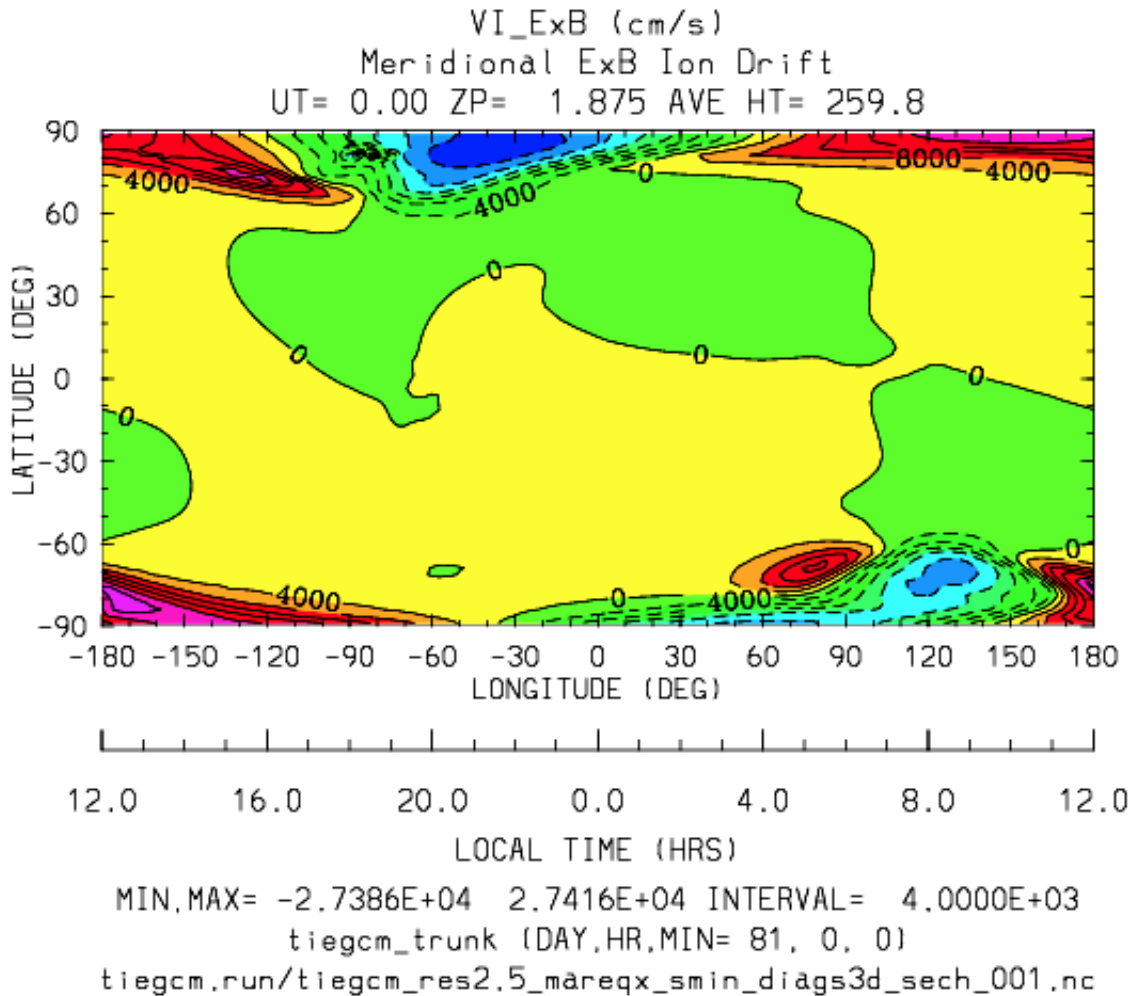 VI_ExB (cm/s)
Meridional ExB Ion Drift
UT= 0.00 ZP= 1.875 AVE HT= 259.8
90
60
30
0
-30
-60
-90
LATITUDE (DEG)
4000
4000
8000
4000
0
0
0
0
0
0
0
4000
0
4000
-180 -150 -120 -90 -60 -30 0 30 60 90 120 150 180
LONGITUDE (DEG)
12.0 16.0 20.0 0.0 4.0 8.0 12.0
LOCAL TIME (HRS)
MIN,MAX= -2.7386E+04 2.7416E+04 INTERVAL= 4.0000E+03
tiegcm_trunk (DAY,HR,MIN= 81, 0, 0)
tiegcm.run/tiegcm_res2.5_mareqx_smin_diags3d_sech_001.nc